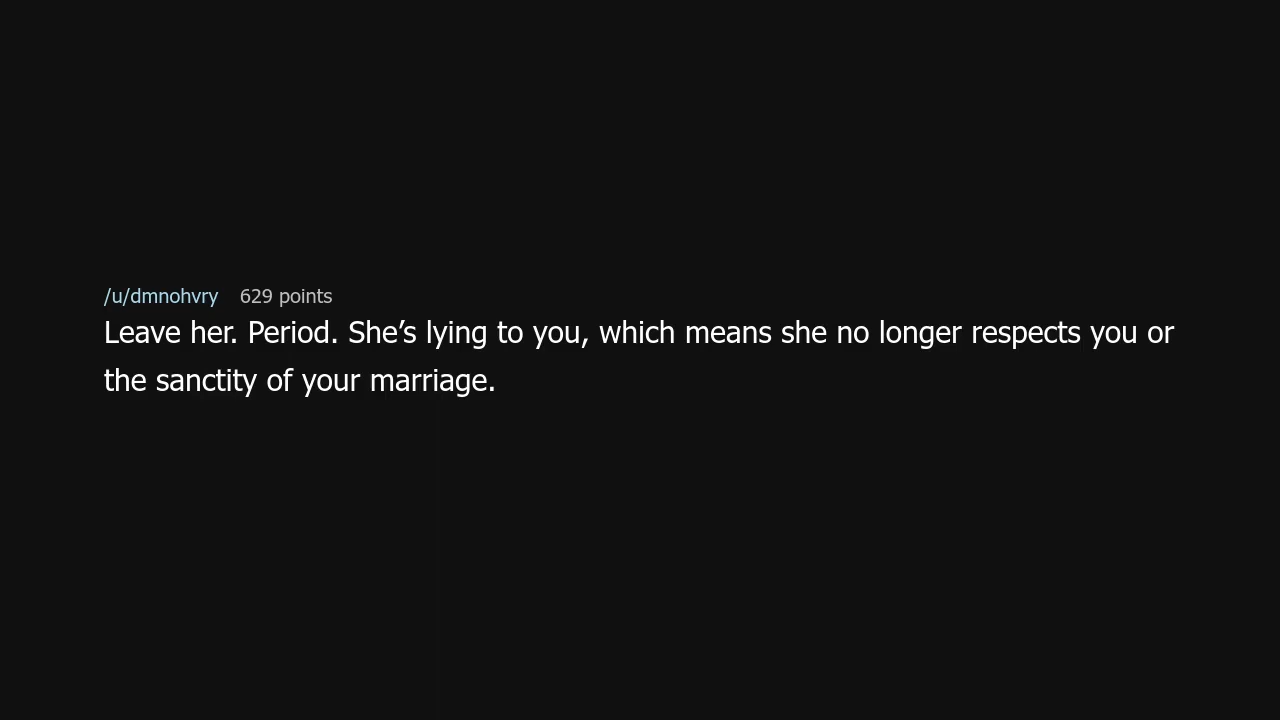 /u/dmnohvry 629 points
Leave her. Period. She’s lying to you, which means she no longer respects you or
the sanctity of your marriage.